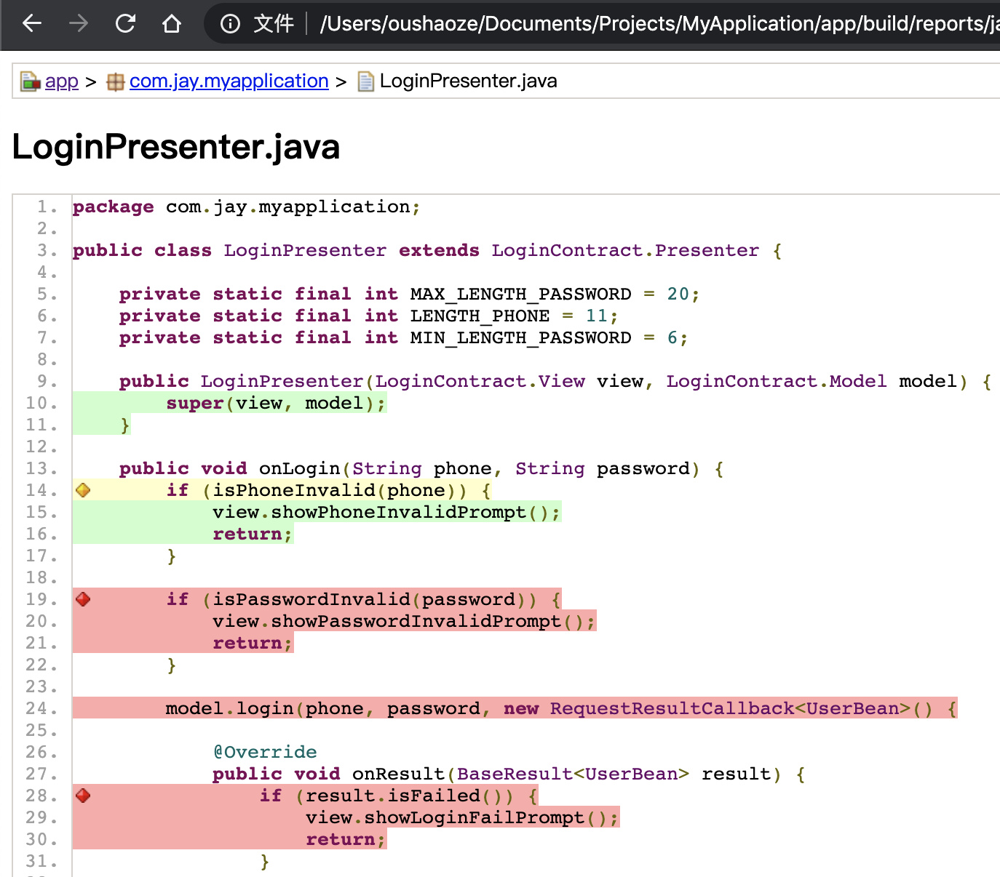 文件 /Users/oushaoze/Documents/Projects/MyApplication/app/build/reports/ja
app > com.jay.myapplication > LoginPresenter.java
LoginPresenter.java
1. package com.jay.myapplication;
2.
3. public class LoginPresenter extends LoginContract.Presenter {
4.
5.     private static final int MAX_LENGTH_PASSWORD = 20;
6.     private static final int LENGTH_PHONE = 11;
7.     private static final int MIN_LENGTH_PASSWORD = 6;
8.
9.     public LoginPresenter(LoginContract.View view, LoginContract.Model model) {
10.         super(view, model);
11.     }
12.
13.     public void onLogin(String phone, String password) {
14.         if (isPhoneInvalid(phone)) {
15.             view.showPhoneInvalidPrompt();
16.             return;
17.         }
18.
19.         if (isPasswordInvalid(password)) {
20.             view.showPasswordInvalidPrompt();
21.             return;
22.         }
23.
24.         model.login(phone, password, new RequestResultCallback<UserBean>() {
25.
26.             @Override
27.             public void onResult(BaseResult<UserBean> result) {
28.                 if (result.isFailed()) {
29.                     view.showLoginFailPrompt();
30.                     return;
31.                 }